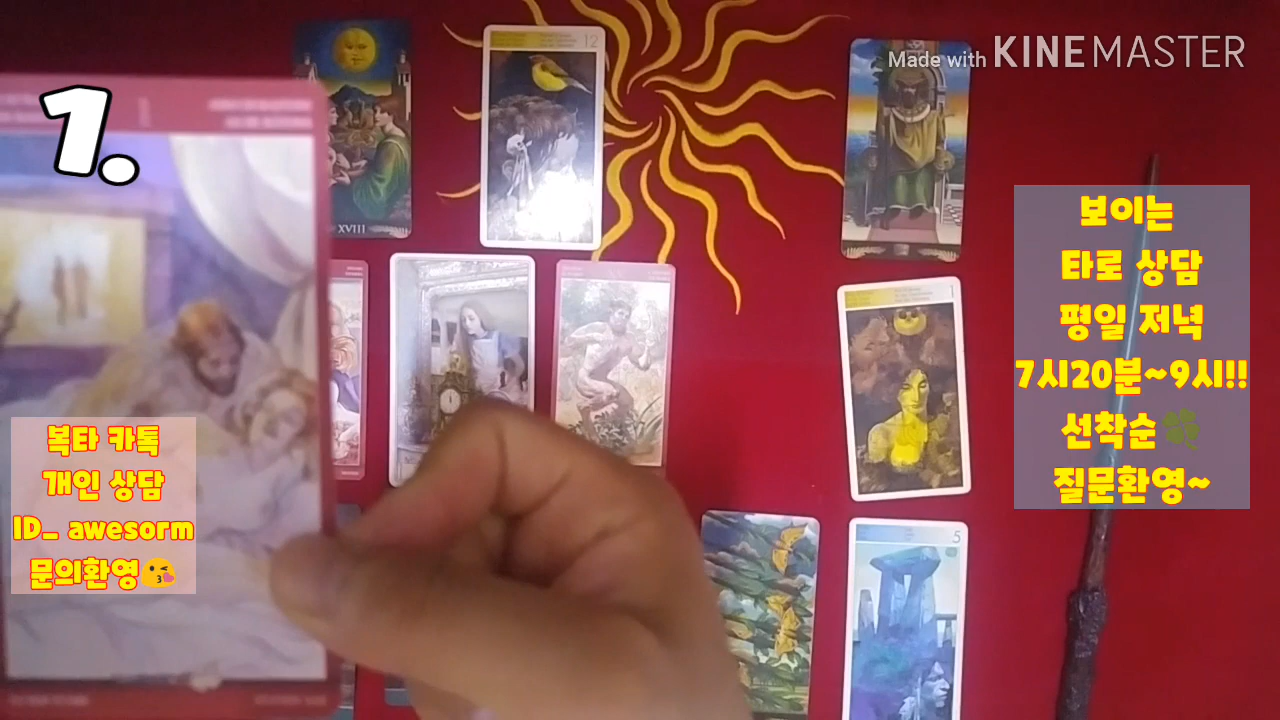 1.
Made with KINEMASTER
12
XVIII
1
5
보이는
타로 상담
평일 저녁
7시20분~9시!!
선착순🍀
질문환영~
복타 카톡
개인 상담
ID_ awesorm
문의환영😘